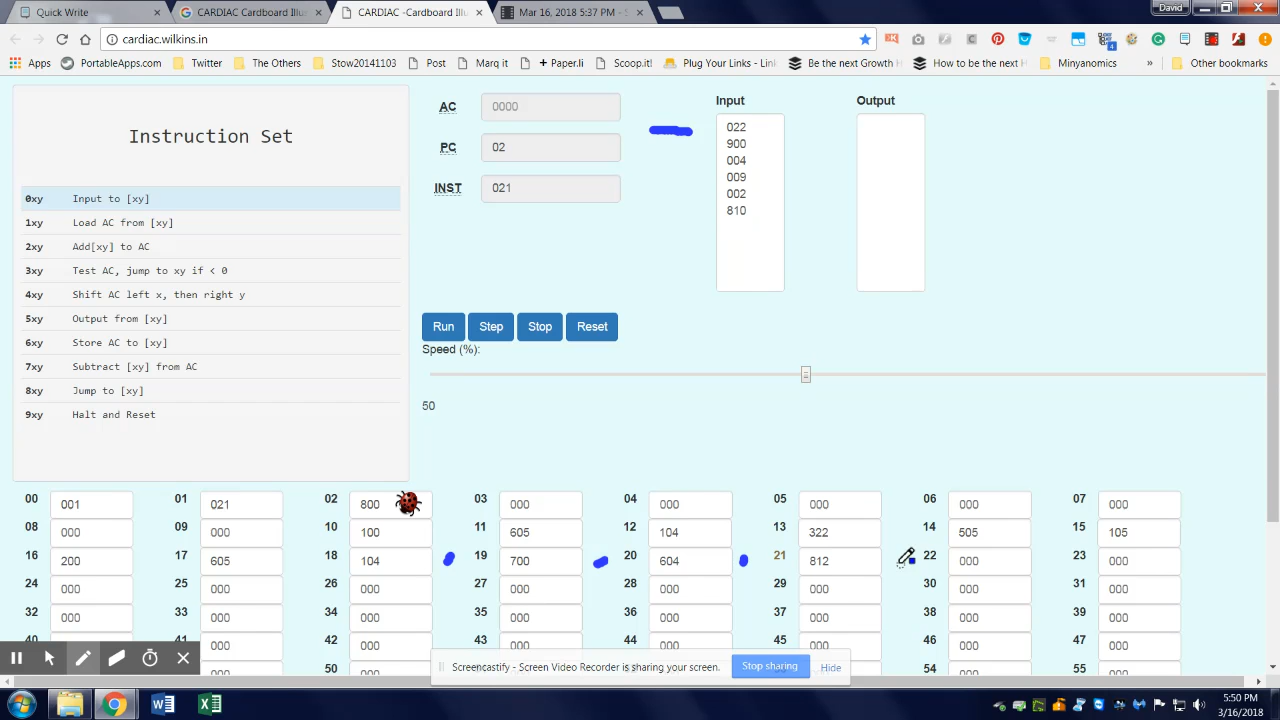 Quick Write
CARDIAC Cardboard Illu
CARDIAC -Cardboard Illu
Mar 16, 2018 5:37 PM - S
David
cardiac.wilkins.in
4
Apps
PortableApps.com
Twitter
The Others
Stow20141103
Post
Marq it
+ Paper.li
Scoop.it!
Plug Your Links - Link
Be the next Growth H
How to be the next H
Minyanomics
»
Other bookmarks
Instruction Set
0xy Input to [xy]
1xy Load AC from [xy]
2xy Add[xy] to AC
3xy Test AC, jump to xy if < 0
4xy Shift AC left x, then right y
5xy Output from [xy]
6xy Store AC to [xy]
7xy Subtract [xy] from AC
8xy Jump to [xy]
9xy Halt and Reset
AC 0000
PC 02
INST 021
Input
022
900
004
009
002
810
Output
Run Step Stop Reset
Speed (%):
50
00 001 01 021 02 800 03 000 04 000 05 000 06 000 07 000
08 000 09 000 10 100 11 605 12 104 13 322 14 505 15 105
16 200 17 605 18 104 19 700 20 604 21 812 22 000 23 000
24 000 25 000 26 000 27 000 28 000 29 000 30 000 31 000
32 000 33 000 34 000 35 000 36 000 37 000 38 000 39 000
40 41 000 42 000 43 000 44 000 45 000 46 000 47 000
000 50 000 54 000 55 000
Screencastify - Screen Video Recorder is sharing your screen.
Stop sharing
Hide
5:50 PM
3/16/2018